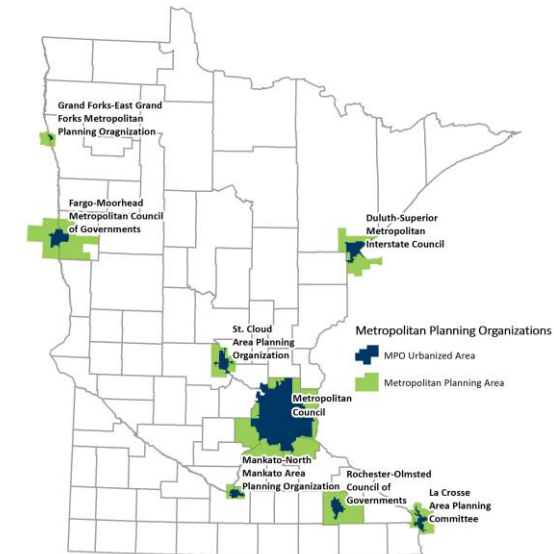 Grand Forks-East Grand
Forks Metropolitan
Planning Oragnization
Fargo-Moorhead
Metropolitan Council
of Governments
Duluth-Superior
Metropolitan
Interstate Council
St. Cloud
Area Planning
Organization
Metropolitan Planning Organizations
MPO Urbanized Area
Metropolitan Planning Area
Metropolitan
Council
Mankato-North
Mankato Area
Planning Organization
Rochester-Olmsted
Council of
Governments
La Crosse
Area Planning
Committee